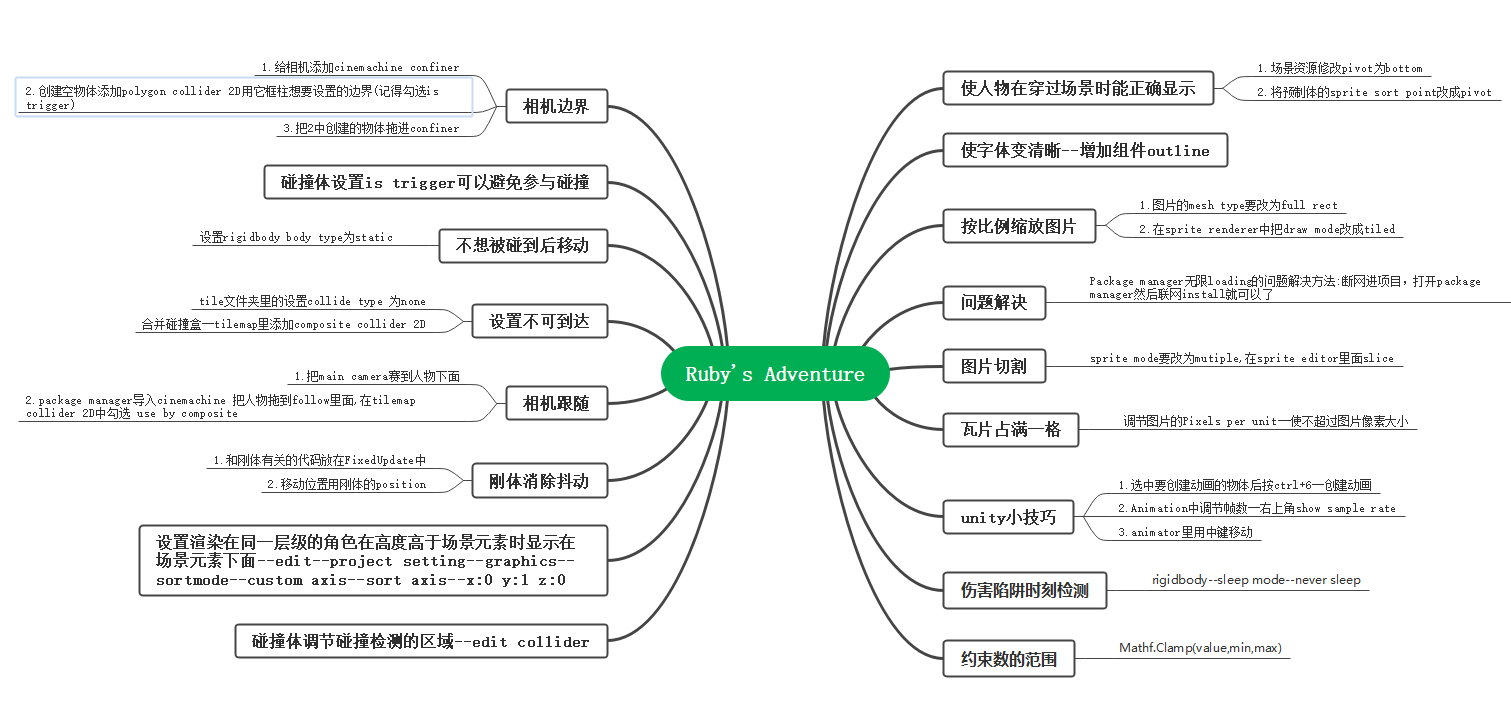 Ruby's Adventure
相机边界
1.给相机添加cinemachine confiner
2.创建空物体添加polygon collider 2D用它框柱想要设置的边界(记得勾选is
trigger)
3.把2中创建的物体拖进confiner
碰撞体设置is trigger可以避免参与碰撞
不想被碰到后移动
设置rigidbody body type为static
设置不可到达
tile文件夹里的设置collide type 为none
合并碰撞盒—tilemap里添加composite collider 2D
相机跟随
1.把main camera赛到人物下面
2.package manager导入cinemachine 把人物拖到follow里面,在tilemap
collider 2D中勾选 use by composite
刚体消除抖动
1.和刚体有关的代码放在FixedUpdate中
2.移动位置用刚体的position
设置渲染在同一层级的角色在高度高于场景元素时显示在
场景元素下面--edit--project setting--graphics--
sortmode--custom axis--sort axis--x:0 y:1 z:0
碰撞体调节碰撞检测的区域--edit collider
使人物在穿过场景时能正确显示
1.场景资源修改pivot为bottom
2.将预制体的sprite sort point改成pivot
使字体变清晰--增加组件outline
按比例缩放图片
1.图片的mesh type要改为full rect
2.在sprite renderer中把draw mode改成tiled
问题解决
Package manager无限loading的问题解决方法:断网进项目，打开package
manager然后联网install就可以了
图片切割
sprite mode要改为mutiple,在sprite editor里面slice
瓦片占满一格
调节图片的Pixels per unit—使不超过图片像素大小
unity小技巧
1.选中要创建动画的物体后按ctrl+6—创建动画
2.Animation中调节帧数—右上角show sample rate
3.animator里用中键移动
伤害陷阱时刻检测
rigidbody--sleep mode--never sleep
约束数的范围
Mathf.Clamp(value,min,max)